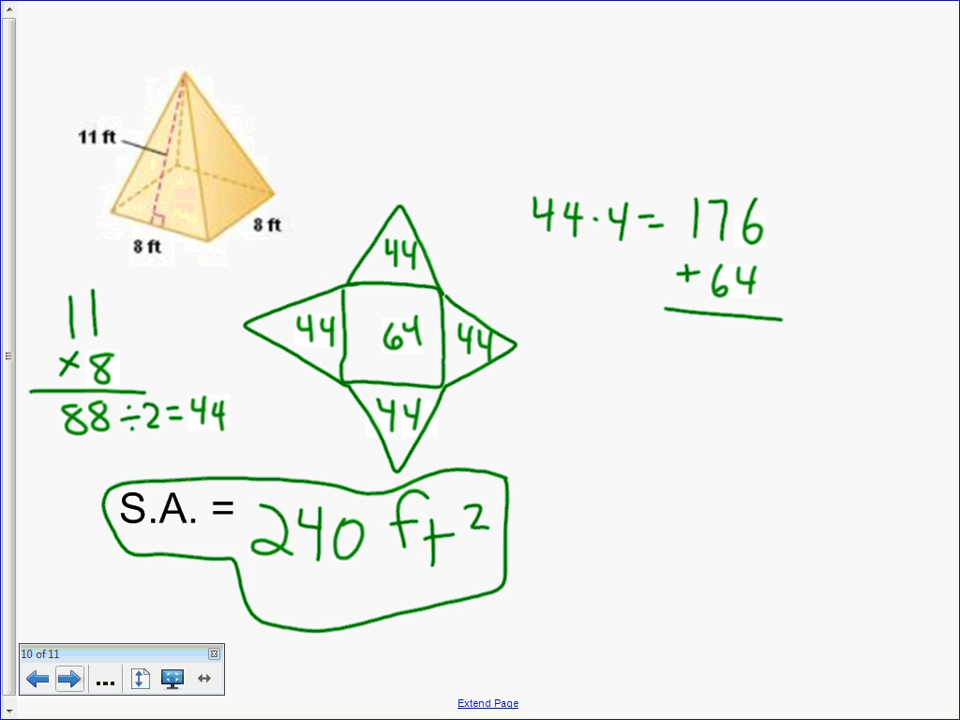 11 ft
8 ft
8 ft
44 · 4 = 176
+ 64
11
× 8
88 ÷ 2 = 44
44
44
64
44
44
S.A. = 240 ft²
10 of 11
...
Extend Page